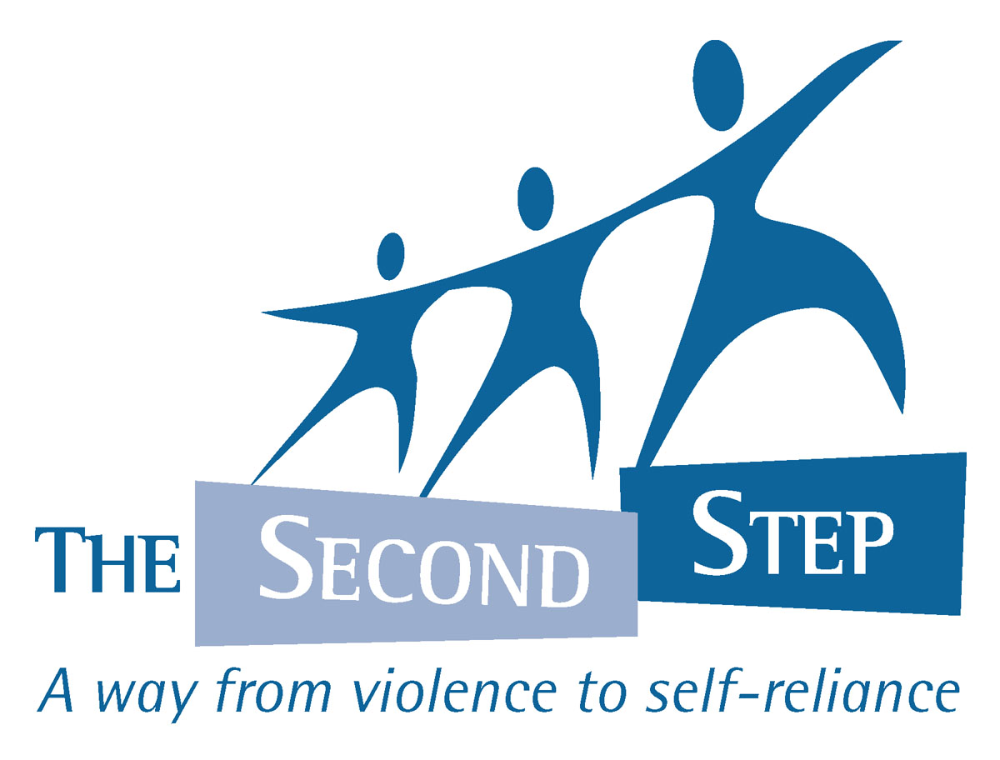 The Second Step
A way from violence to self-reliance